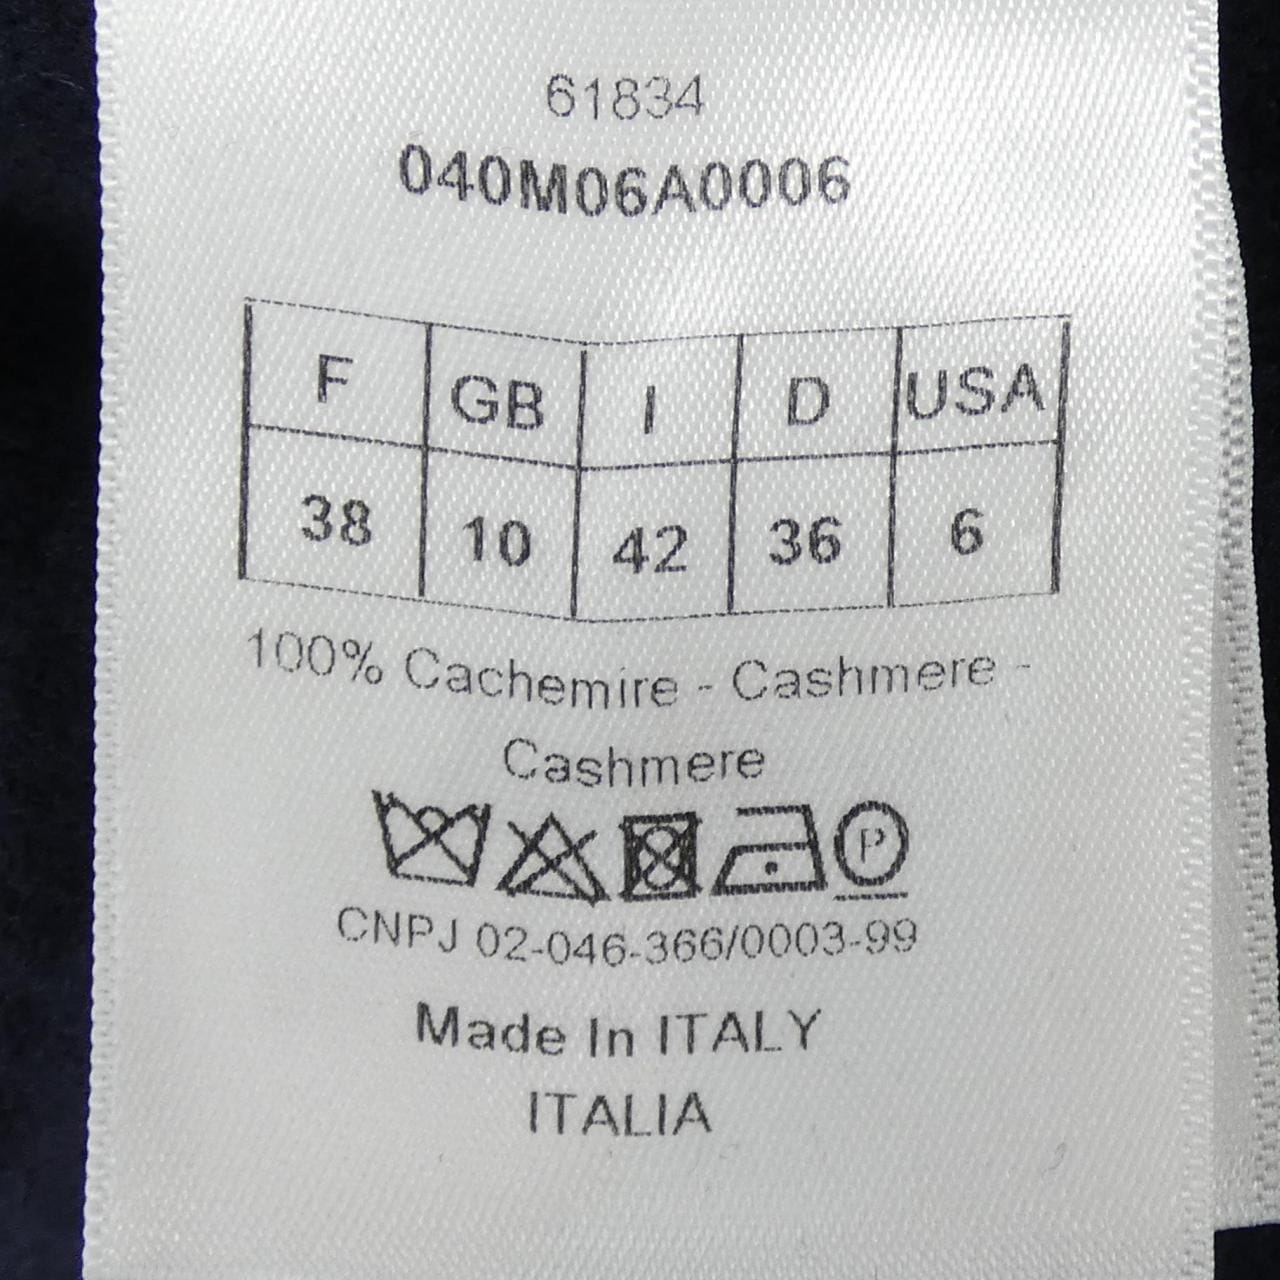 61834
040M06A0006
F GB I D USA
38 10 42 36 6
100% Cachemire - Cashmere -
Cashmere
P
CNPJ 02-046-366/0003-99
Made In ITALY
ITALIA